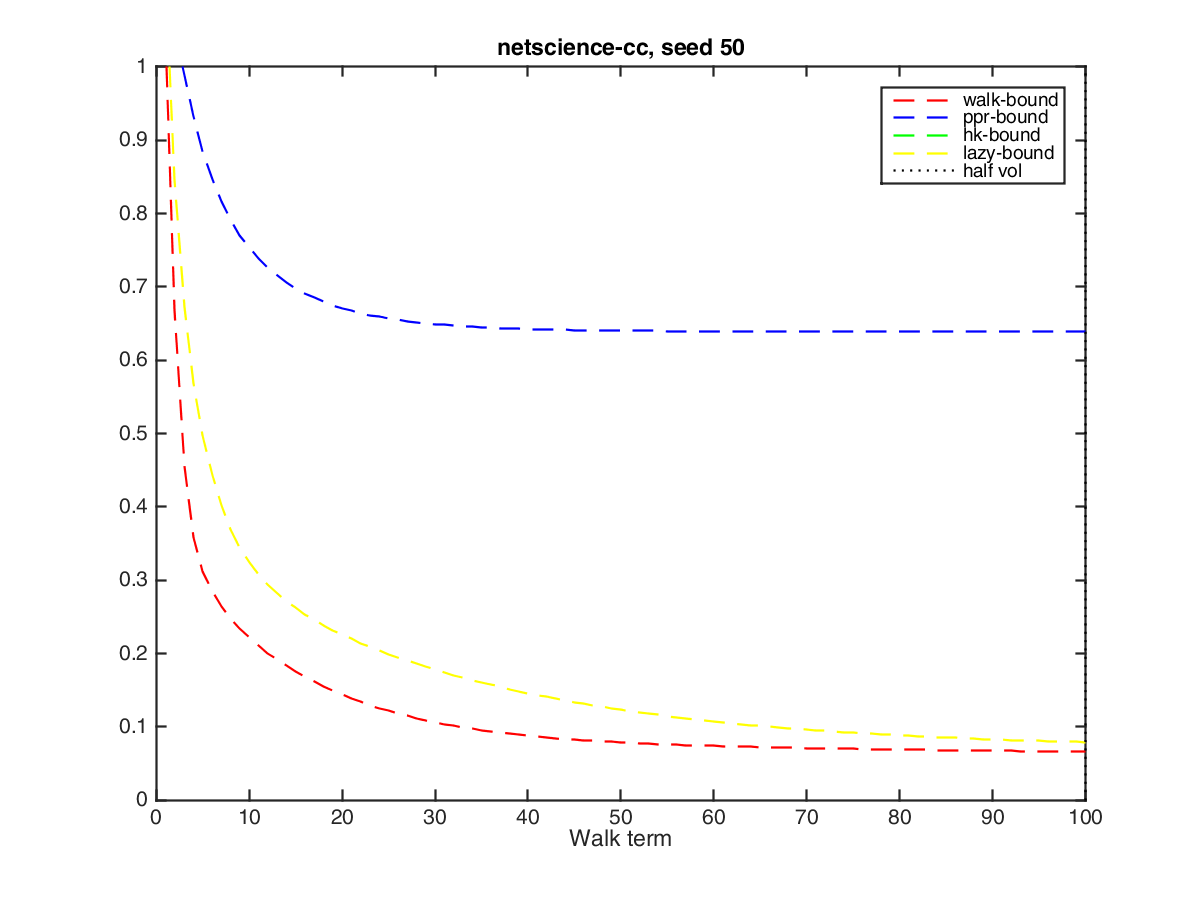 netscience-cc, seed 50
1
0.9
0.8
0.7
0.6
0.5
0.4
0.3
0.2
0.1
0
walk-bound
ppr-bound
hk-bound
lazy-bound
half vol
0 10 20 30 40 50 60 70 80 90 100
Walk term